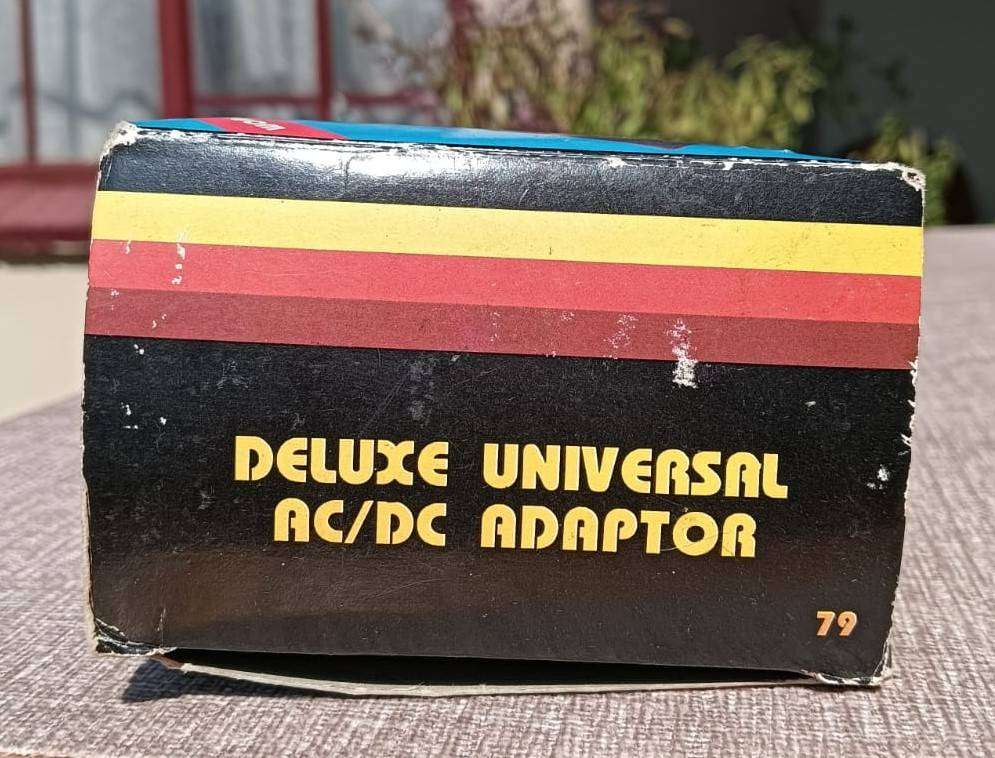 DELUXE UNIVERSAL
AC/DC ADAPTOR
79